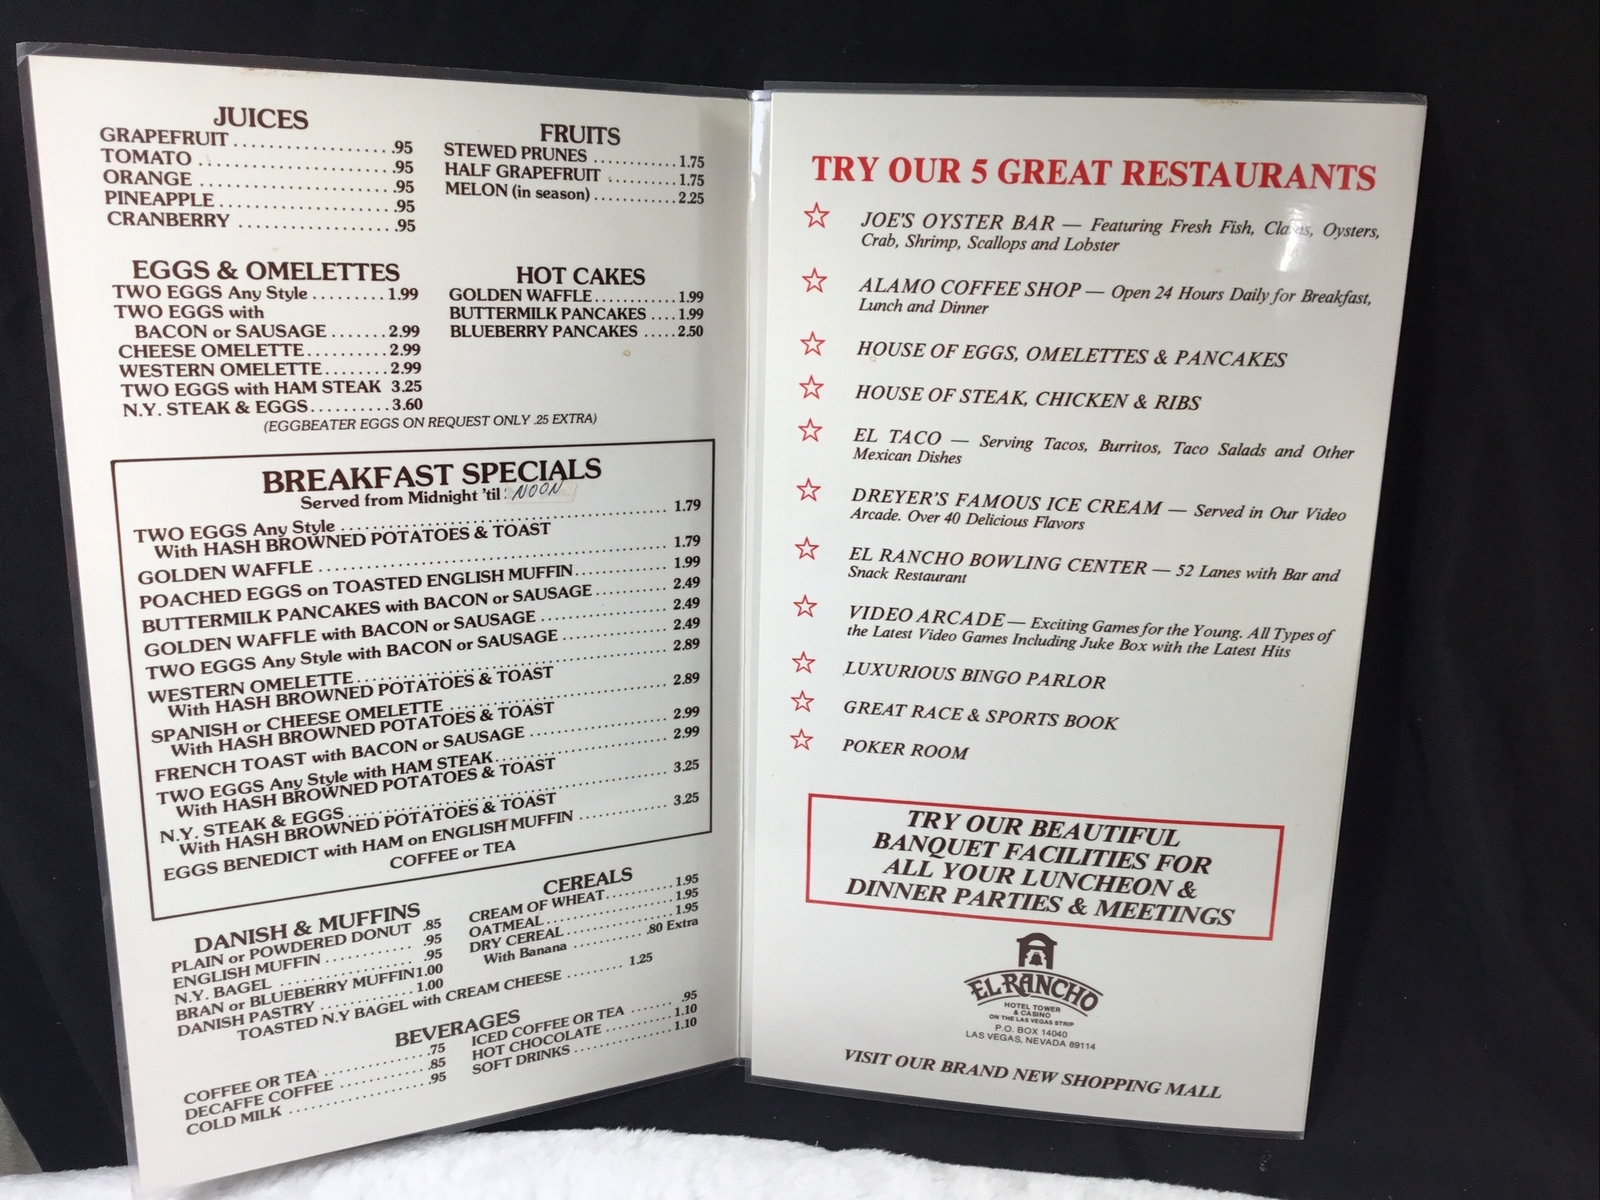 JUICES
GRAPEFRUIT .95
TOMATO .95
ORANGE .95
PINEAPPLE .95
CRANBERRY .95
FRUITS
STEWED PRUNES 1.75
HALF GRAPEFRUIT 1.75
MELON (in season) 2.25
EGGS & OMELETTES
TWO EGGS Any Style 1.99
TWO EGGS with
BACON or SAUSAGE 2.99
CHEESE OMELETTE 2.99
WESTERN OMELETTE 2.99
TWO EGGS with HAM STEAK 3.25
N.Y. STEAK & EGGS 3.60
(EGGBEATER EGGS ON REQUEST ONLY .25 EXTRA)
HOT CAKES
GOLDEN WAFFLE 1.99
BUTTERMILK PANCAKES 1.99
BLUEBERRY PANCAKES 2.50
BREAKFAST SPECIALS
Served from Midnight 'til: NOON
TWO EGGS Any Style 1.79
With HASH BROWNED POTATOES & TOAST
GOLDEN WAFFLE 1.79
POACHED EGGS on TOASTED ENGLISH MUFFIN 1.99
BUTTERMILK PANCAKES with BACON or SAUSAGE 2.49
GOLDEN WAFFLE with BACON or SAUSAGE 2.49
TWO EGGS Any Style with BACON or SAUSAGE 2.49
WESTERN OMELETTE 2.89
With HASH BROWNED POTATOES & TOAST
SPANISH or CHEESE OMELETTE 2.89
With HASH BROWNED POTATOES & TOAST
FRENCH TOAST with BACON or SAUSAGE 2.99
TWO EGGS Any Style with HAM STEAK 2.99
With HASH BROWNED POTATOES & TOAST
N.Y. STEAK & EGGS 3.25
With HASH BROWNED POTATOES & TOAST
EGGS BENEDICT with HAM on ENGLISH MUFFIN 3.25
COFFEE or TEA
DANISH & MUFFINS
PLAIN or POWDERED DONUT .85
ENGLISH MUFFIN .95
N.Y. BAGEL .95
BRAN or BLUEBERRY MUFFIN 1.00
DANISH PASTRY 1.00
TOASTED N.Y BAGEL with CREAM CHEESE 1.25
CEREALS
CREAM OF WHEAT 1.95
OATMEAL 1.95
DRY CEREAL 1.95
With Banana .80 Extra
BEVERAGES
COFFEE OR TEA .75
DECAFFE COFFEE .85
COLD MILK .95
ICED COFFEE OR TEA .95
HOT CHOCOLATE 1.10
SOFT DRINKS 1.10
TRY OUR 5 GREAT RESTAURANTS
JOE'S OYSTER BAR — Featuring Fresh Fish, Clams, Oysters,
Crab, Shrimp, Scallops and Lobster
ALAMO COFFEE SHOP — Open 24 Hours Daily for Breakfast,
Lunch and Dinner
HOUSE OF EGGS, OMELETTES & PANCAKES
HOUSE OF STEAK, CHICKEN & RIBS
EL TACO — Serving Tacos, Burritos, Taco Salads and Other
Mexican Dishes
DREYER'S FAMOUS ICE CREAM — Served in Our Video
Arcade. Over 40 Delicious Flavors
EL RANCHO BOWLING CENTER — 52 Lanes with Bar and
Snack Restaurant
VIDEO ARCADE — Exciting Games for the Young. All Types of
the Latest Video Games Including Juke Box with the Latest Hits
LUXURIOUS BINGO PARLOR
GREAT RACE & SPORTS BOOK
POKER ROOM
TRY OUR BEAUTIFUL
BANQUET FACILITIES FOR
ALL YOUR LUNCHEON &
DINNER PARTIES & MEETINGS
EL RANCHO
HOTEL TOWER
& CASINO
ON THE LAS VEGAS STRIP
P.O. BOX 14040
LAS VEGAS, NEVADA 89114
VISIT OUR BRAND NEW SHOPPING MALL